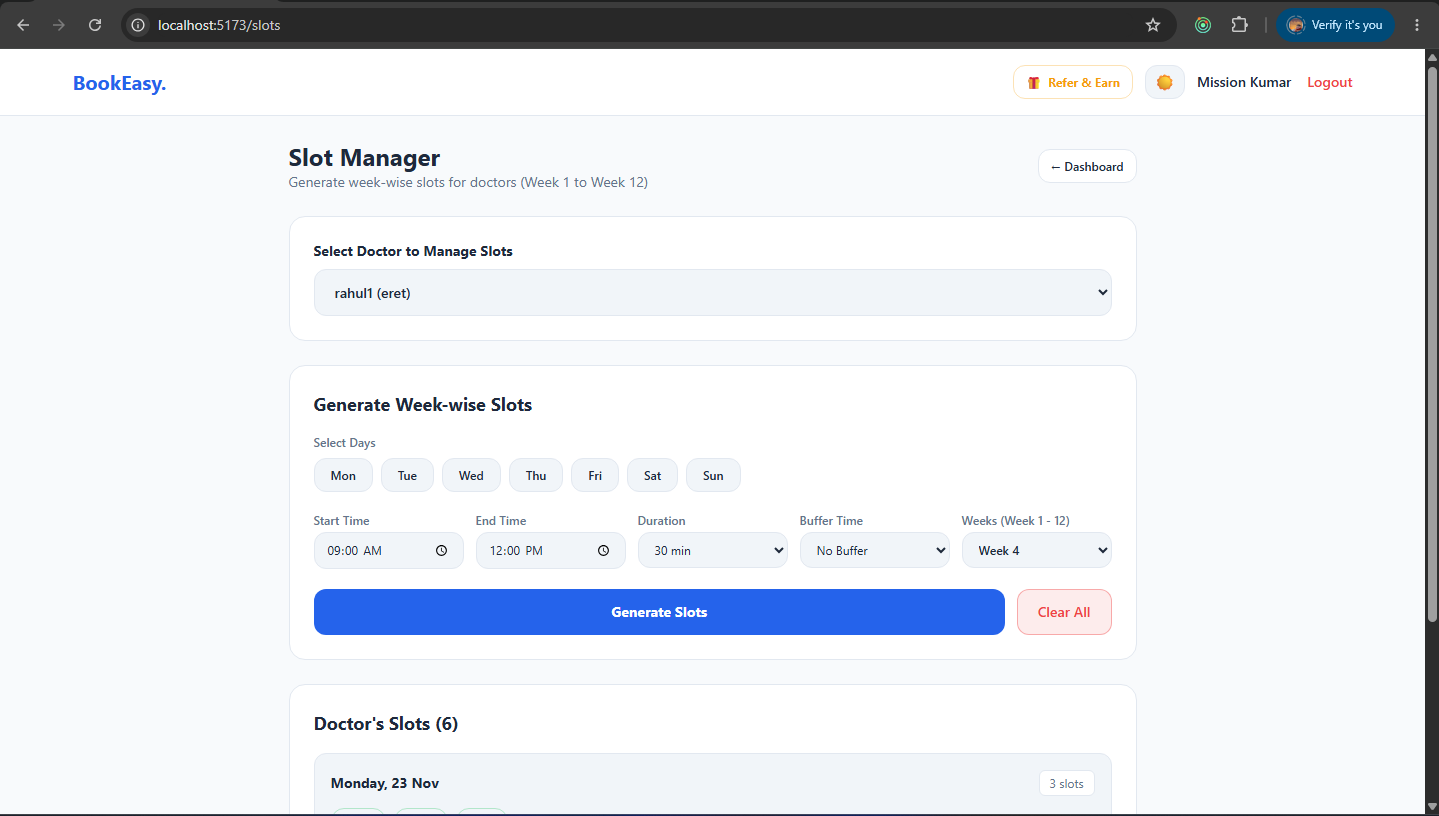 localhost:5173/slots
Verify it's you
BookEasy.
Refer & Earn
Mission Kumar
Logout
Slot Manager
Generate week-wise slots for doctors (Week 1 to Week 12)
← Dashboard
Select Doctor to Manage Slots
rahul1 (eret)
Generate Week-wise Slots
Select Days
Mon Tue Wed Thu Fri Sat Sun
Start Time End Time Duration Buffer Time Weeks (Week 1 - 12)
09:00 AM 12:00 PM 30 min No Buffer Week 4
Generate Slots Clear All
Doctor's Slots (6)
Monday, 23 Nov
3 slots